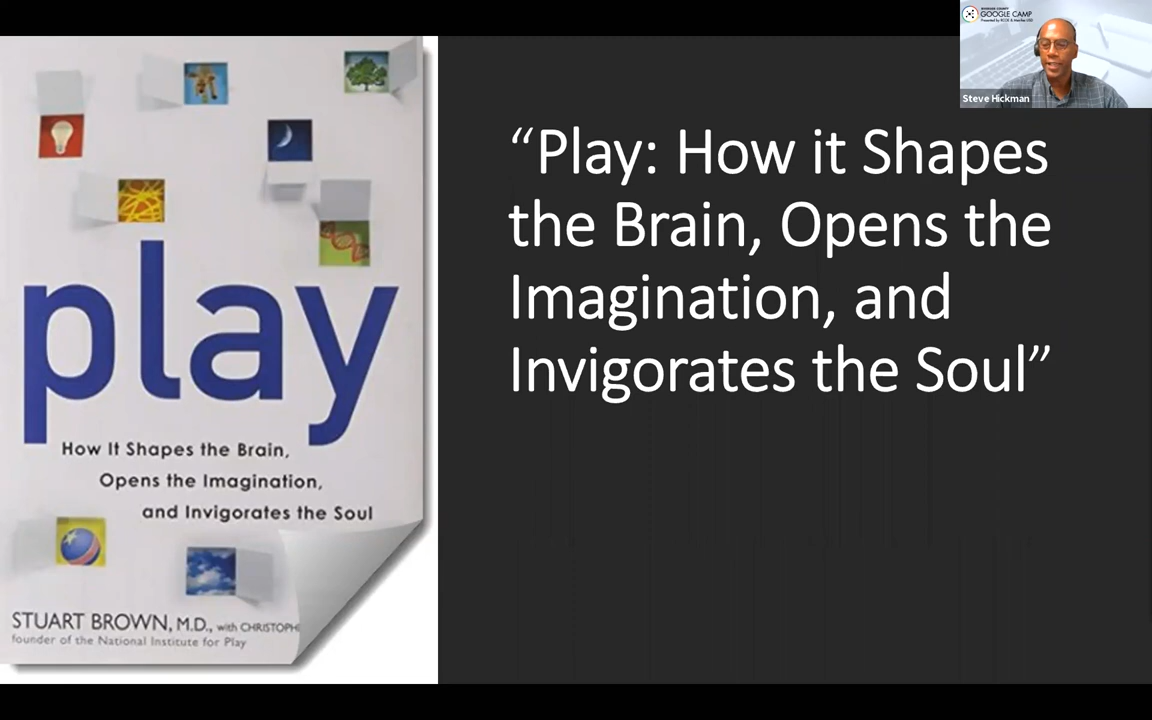 GOOGLE CAMP
Steve Hickman
play
How It Shapes the Brain,
Opens the Imagination,
and Invigorates the Soul
STUART BROWN, M.D., with CHRISTOPH
founder of the National Institute for Play
“Play: How it Shapes
the Brain, Opens the
Imagination, and
Invigorates the Soul”